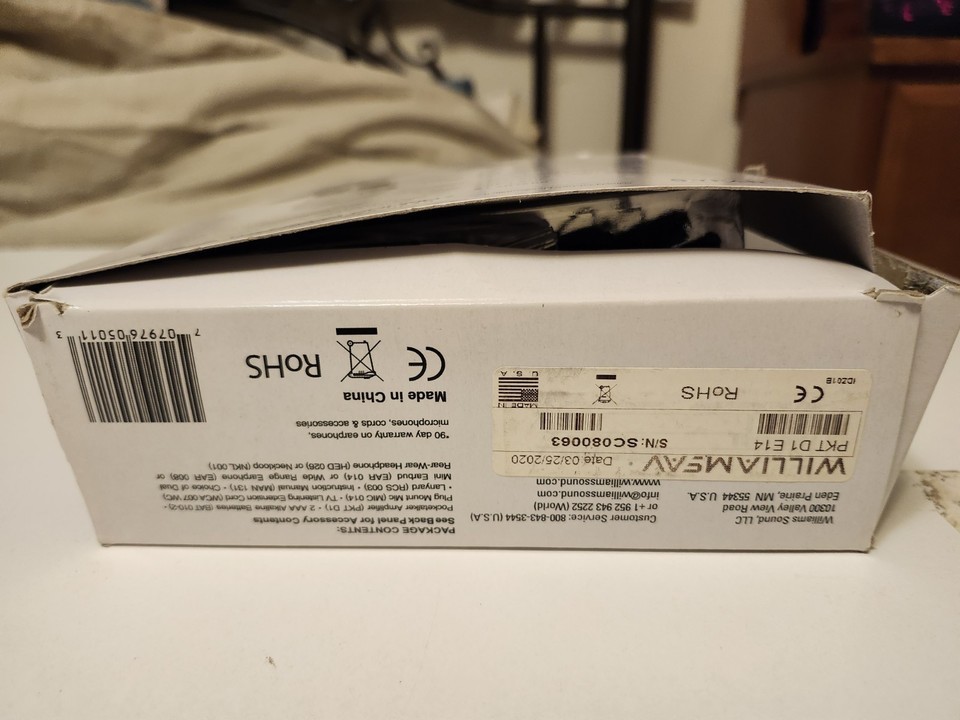 PACKAGE CONTENTS:
See Back Panel for Accessory Contents
Pocketalker Amplifier (PKT D1) • 2 AAA Alkaline Batteries (BAT 010-2) •
Plug Mount Mic (MIC 014) • TV Listening Extension Cord (WCA 007 WC)
• Lanyard (RCS 003) • Instruction Manual (MAN 131) • Choice of Dual
Mini Earbud (EAR 014) or Wide Range Earphone (EAR 008) or
Rear-Wear Headphone (HED 026) or Neckloop (NKL 001)
*90 day warranty on earphones,
microphones, cords & accessories
Made in China
CE
RoHS
7 07976 05011 3
Williams Sound, LLC
10300 Valley View Road
Eden Prairie, MN 55344 U.S.A.
Customer Service: 800-843-3544 (U.S.A)
or +1 952 943 2252 (World)
info@williamssound.com
www.williamssound.com
WILLIAMSAV
Date 03/25/2020
PKT D1 E14
S/N:SC080063
MADE IN
U.S.A
CE
RoHS
IDZ01B